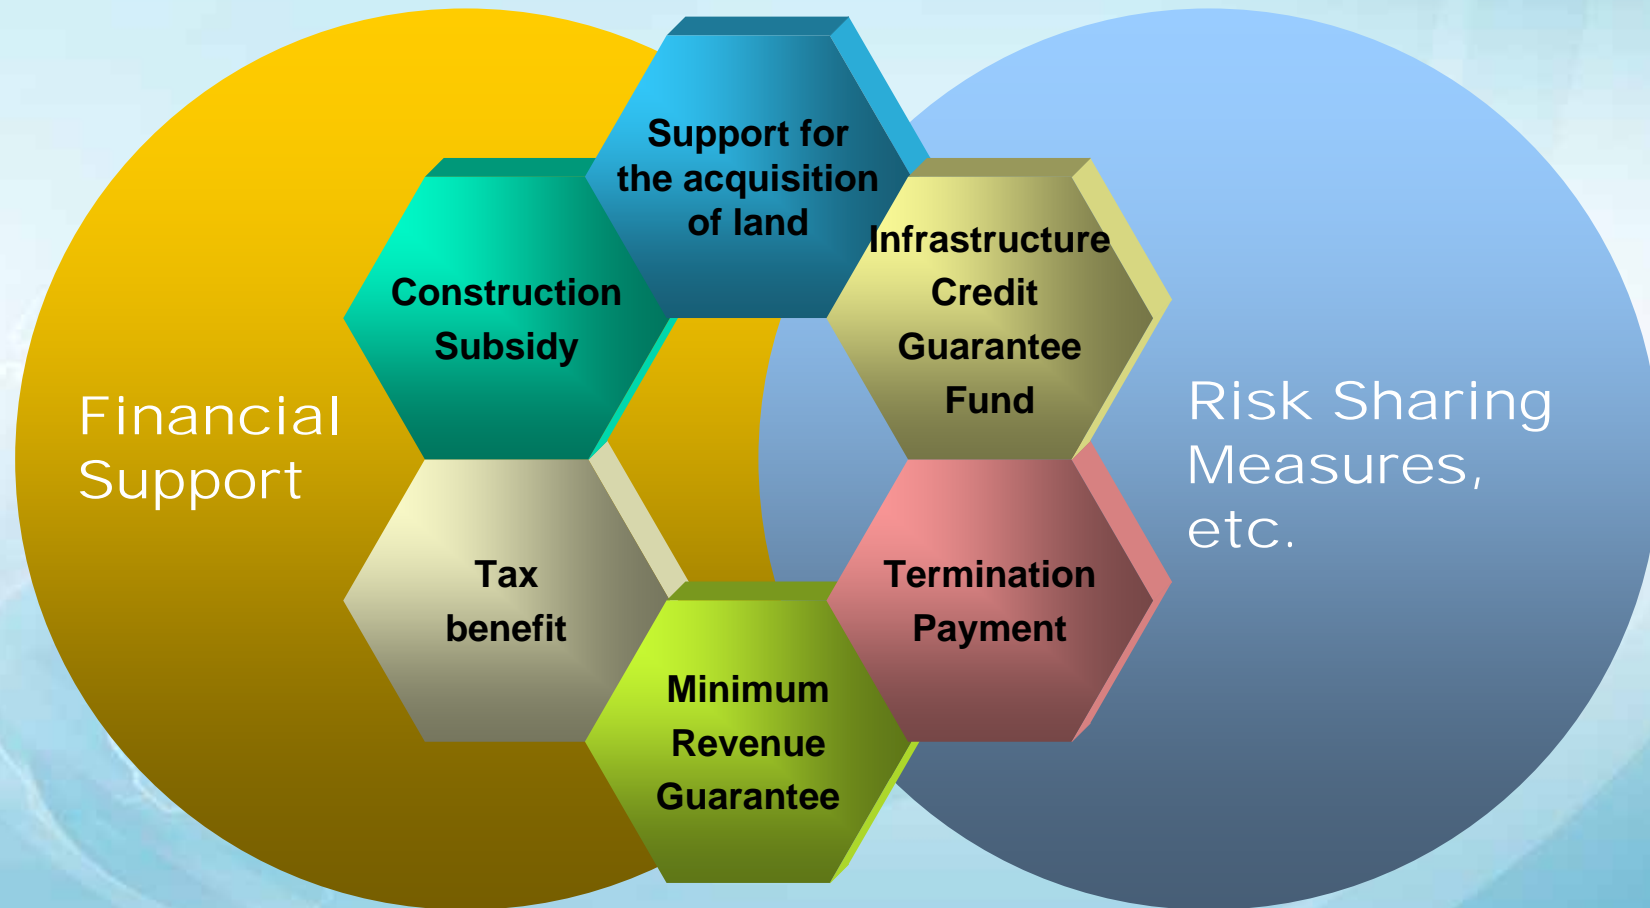 Support for
the acquisition
of land
Construction
Subsidy
Infrastructure
Credit
Guarantee
Fund
Financial
Support
Risk Sharing
Measures,
etc.
Tax
benefit
Termination
Payment
Minimum
Revenue
Guarantee